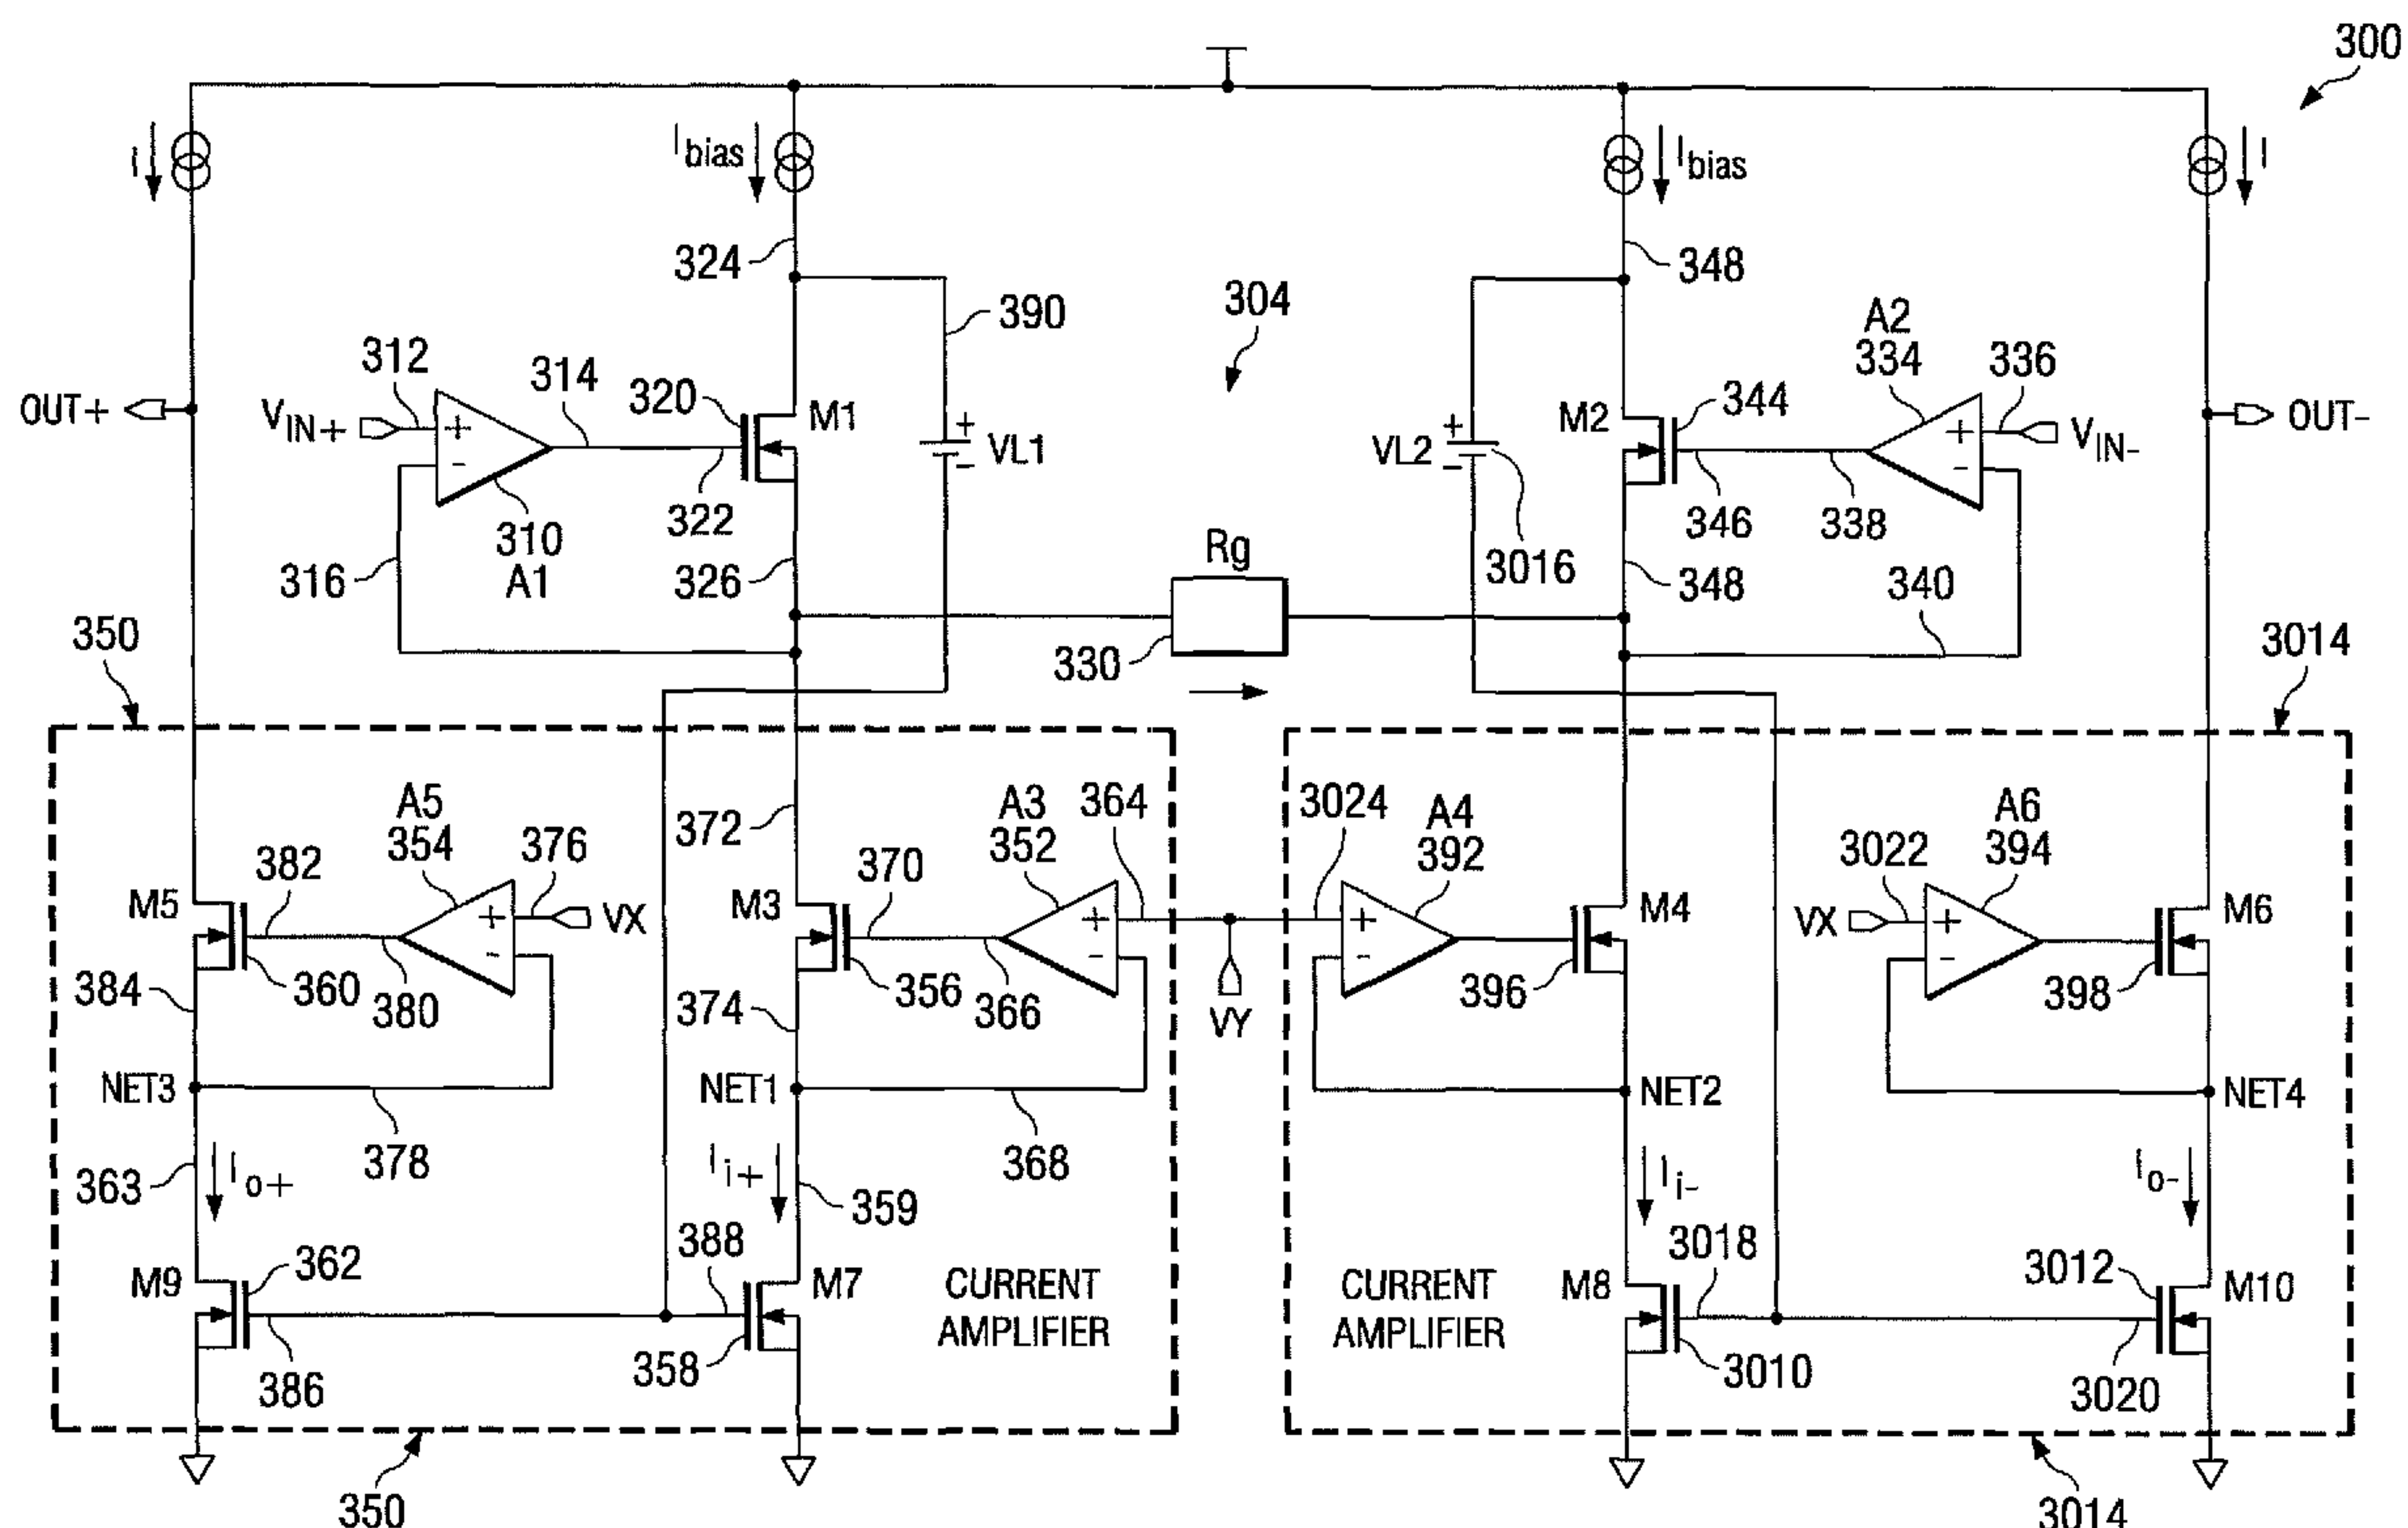 300
I
I bias
I bias
I
324
348
390
304
A2
334
336
312
314
320
M1
M2
344
OUT+
VIN+
+
-
+
-
VL1
VL2
+
-
+
-
VIN-
OUT-
322
346
338
310
A1
316
326
Rg
3016
348
340
350
330
3014
A5
354
376
372
A3
352
364
3024
A4
392
A6
394
3022
382
370
M5
M3
M4
M6
VX
+
-
+
-
+
-
VX
+
-
384
360
380
374
356
366
VY
396
398
NET3
NET1
NET2
NET4
378
368
363
Io+
Ii+
359
Ii-
Io-
388
3018
362
3012
M9
M7
CURRENT
AMPLIFIER
CURRENT
AMPLIFIER
M8
M10
386
358
3010
3020
350
3014